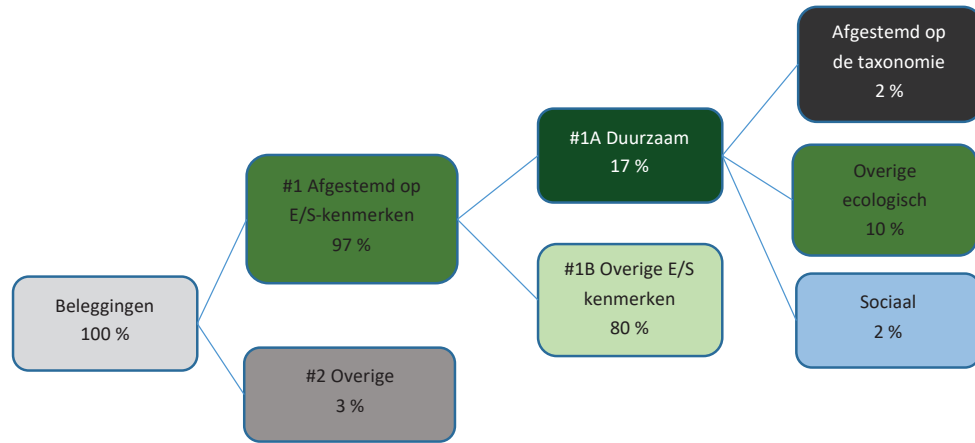 Beleggingen
100 %
#1 Afgestemd op
E/S-kenmerken
97 %
#2 Overige
3 %
#1A Duurzaam
17 %
#1B Overige E/S
kenmerken
80 %
Afgestemd op
de taxonomie
2 %
Overige
ecologisch
10 %
Sociaal
2 %